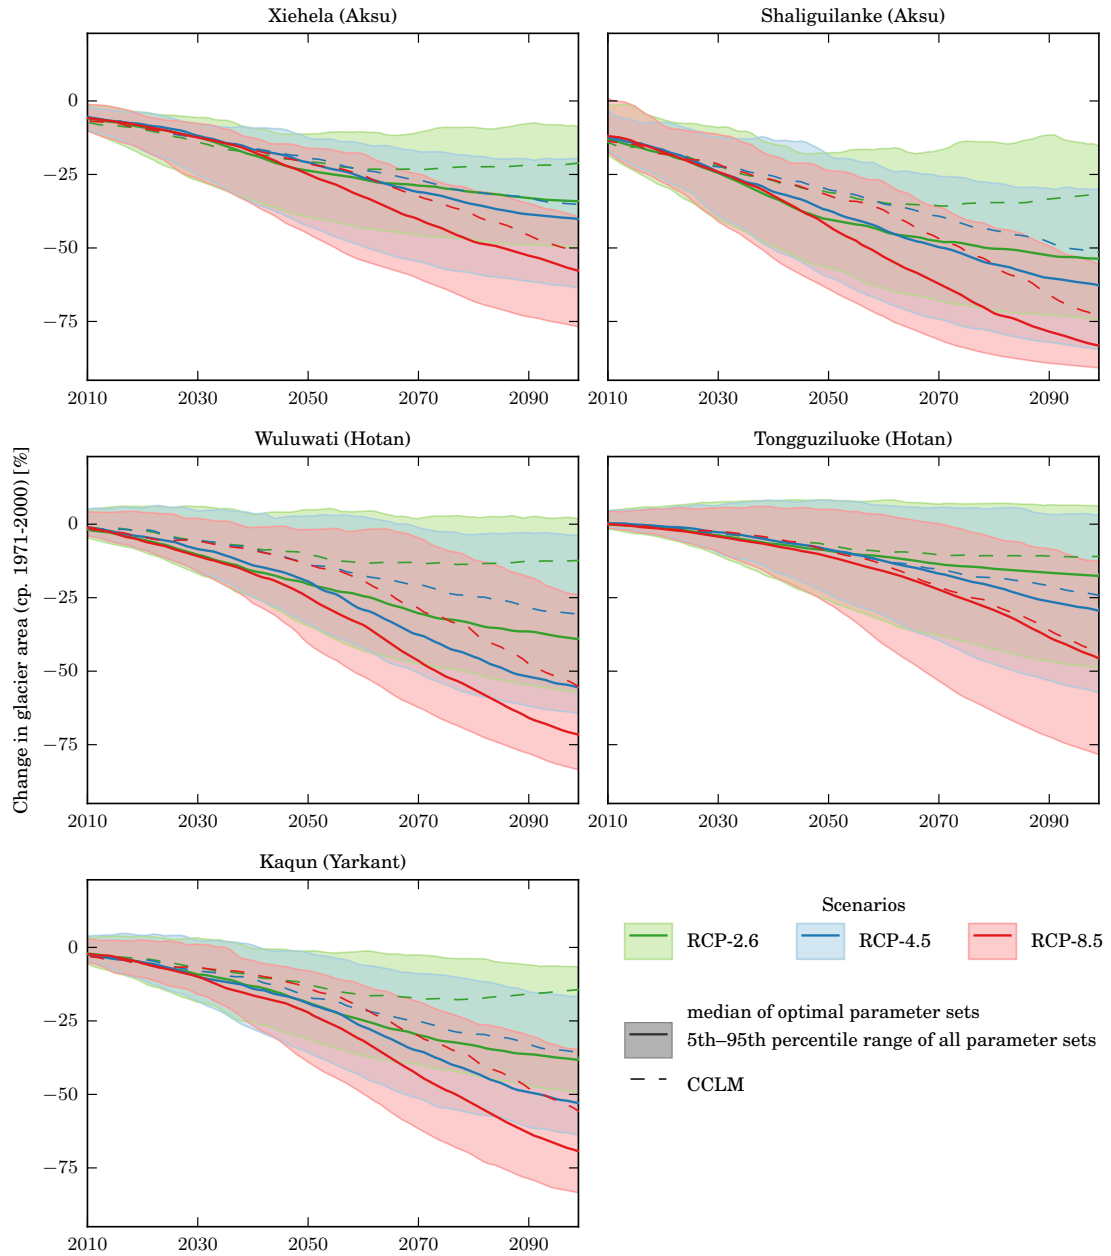 Xiehela (Aksu)
Shaliguilanke (Aksu)
0
−25
−50
−75
2010 2030 2050 2070 2090
2010 2030 2050 2070 2090
Wuluwati (Hotan)
Tongguziluoke (Hotan)
Change in glacier area (cp. 1971-2000) [%]
0
−25
−50
−75
2010 2030 2050 2070 2090
2010 2030 2050 2070 2090
Kaqun (Yarkant)
0
−25
−50
−75
2010 2030 2050 2070 2090
Scenarios
RCP-2.6 RCP-4.5 RCP-8.5
median of optimal parameter sets
5th–95th percentile range of all parameter sets
CCLM